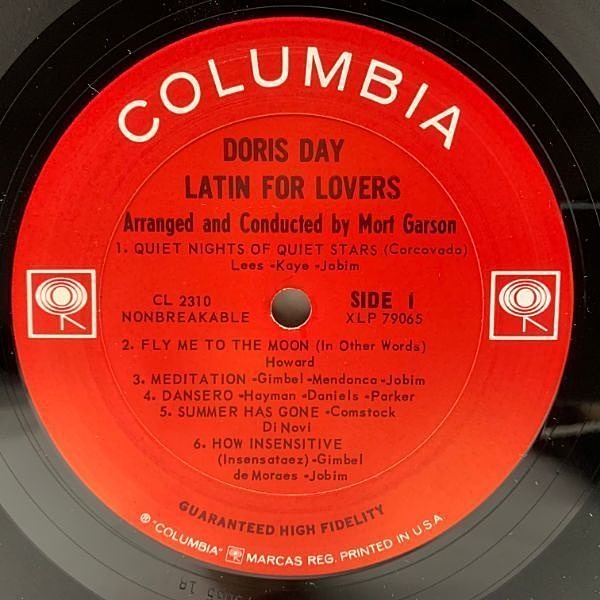 COLUMBIA
DORIS DAY
LATIN FOR LOVERS
Arranged and Conducted by Mort Garson
1. QUIET NIGHTS OF QUIET STARS (Corcovado)
Lees -Kaye -Jobim
CL 2310
NONBREAKABLE
SIDE 1
XLP 79065
2. FLY ME TO THE MOON (In Other Words)
Howard
3. MEDITATION -Gimbel -Mendonca -Jobim
4. DANSERO -Hayman -Daniels -Parker
5. SUMMER HAS GONE -Comstock
Di Novi
6. HOW INSENSITIVE
(Insensataez) -Gimbel
de Moraes -Jobim
GUARANTEED HIGH FIDELITY
® "COLUMBIA" MARCAS REG. PRINTED IN U.S.A.